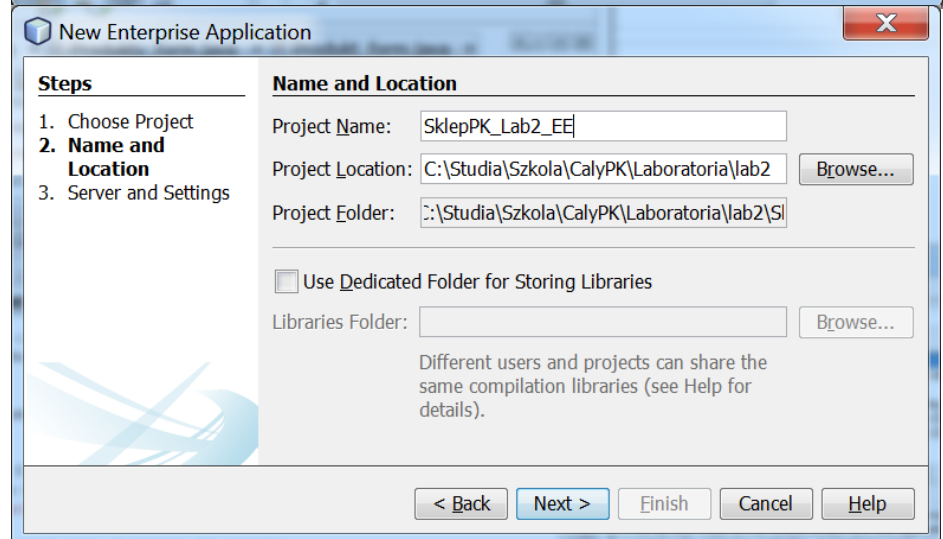 New Enterprise Application
Steps
1. Choose Project
2. Name and
Location
3. Server and Settings
Name and Location
Project Name: SklepPK_Lab2_EE
Project Location: C:\Studia\Szkola\CalyPK\Laboratoria\lab2 Browse...
Project Folder: C:\Studia\Szkola\CalyPK\Laboratoria\lab2\Sl
Use Dedicated Folder for Storing Libraries
Libraries Folder: Browse...
Different users and projects can share the
same compilation libraries (see Help for
details).
< Back Next > Finish Cancel Help